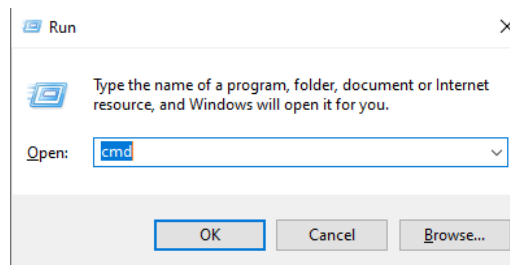 Run
Type the name of a program, folder, document or Internet
resource, and Windows will open it for you.
Open:
cmd
OK
Cancel
Browse...